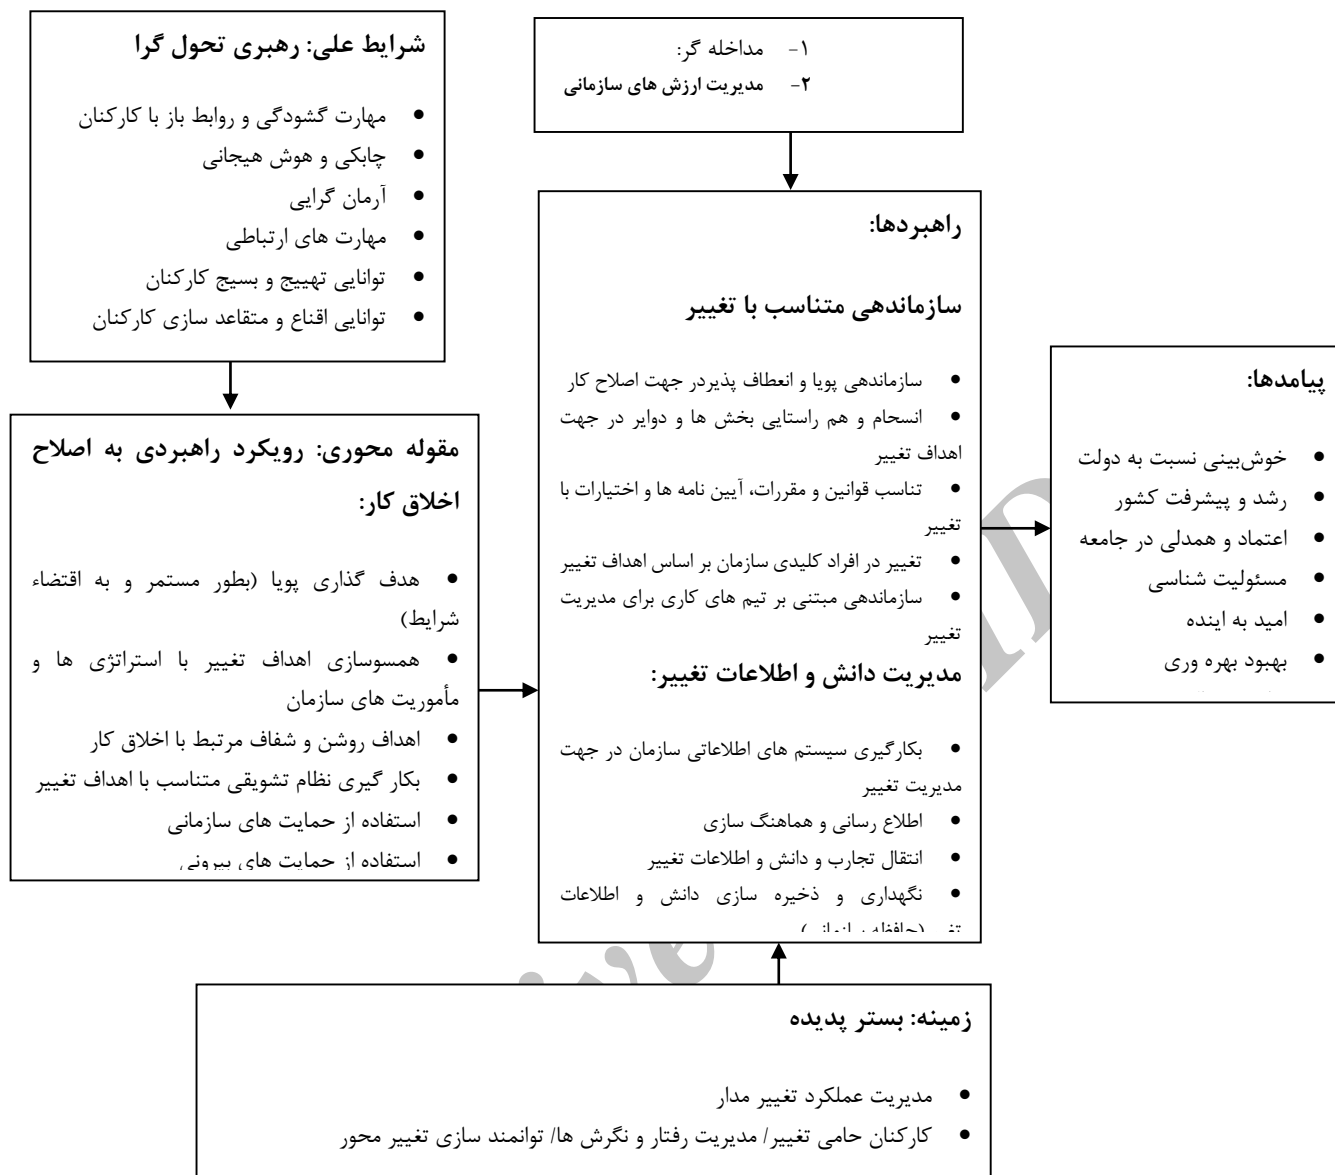 شرایط علی: رهبری تحول گرا
• مهارت گشودگی و روابط باز با کارکنان
• چابکی و هوش هیجانی
• آرمان گرایی
• مهارت های ارتباطی
• توانایی تهییج و بسیج کارکنان
• توانایی اقناع و متقاعد سازی کارکنان
۱- مداخله گر:
۲- مدیریت ارزش های سازمانی
مقوله محوری: رویکرد راهبردی به اصلاح
اخلاق کار:
• هدف گذاری پویا (بطور مستمر و به اقتضاء
شرایط)
• همسوسازی اهداف تغییر با استراتژی ها و
مأموریت های سازمان
• اهداف روشن و شفاف مرتبط با اخلاق کار
• بکار گیری نظام تشویقی متناسب با اهداف تغییر
• استفاده از حمایت های سازمانی
• استفاده از حمایت های بیرونی
راهبردها:
سازماندهی متناسب با تغییر
• سازماندهی پویا و انعطاف پذیردر جهت اصلاح کار
• انسحام و هم راستایی بخش ها و دوایر در جهت
اهداف تغییر
• تناسب قوانین و مقررات، آیین نامه ها و اختیارات با
تغییر
• تغییر در افراد کلیدی سازمان بر اساس اهداف تغییر
• سازماندهی مبتنی بر تیم های کاری برای مدیریت
تغییر
مدیریت دانش و اطلاعات تغییر:
• بکارگیری سیستم های اطلاعاتی سازمان در جهت
مدیریت تغییر
• اطلاع رسانی و هماهنگ سازی
• انتقال تجارب و دانش و اطلاعات تغییر
• نگهداری و ذخیره سازی دانش و اطلاعات
(حافظه سازمانی)
پیامدها:
• خوش‌بینی نسبت به دولت
• رشد و پیشرفت کشور
• اعتماد و همدلی در جامعه
• مسئولیت شناسی
• امید به اینده
• بهبود بهره وری
زمینه: بستر پدیده
• مدیریت عملکرد تغییر مدار
• کارکنان حامی تغییر/ مدیریت رفتار و نگرش ها/ توانمند سازی تغییر محور